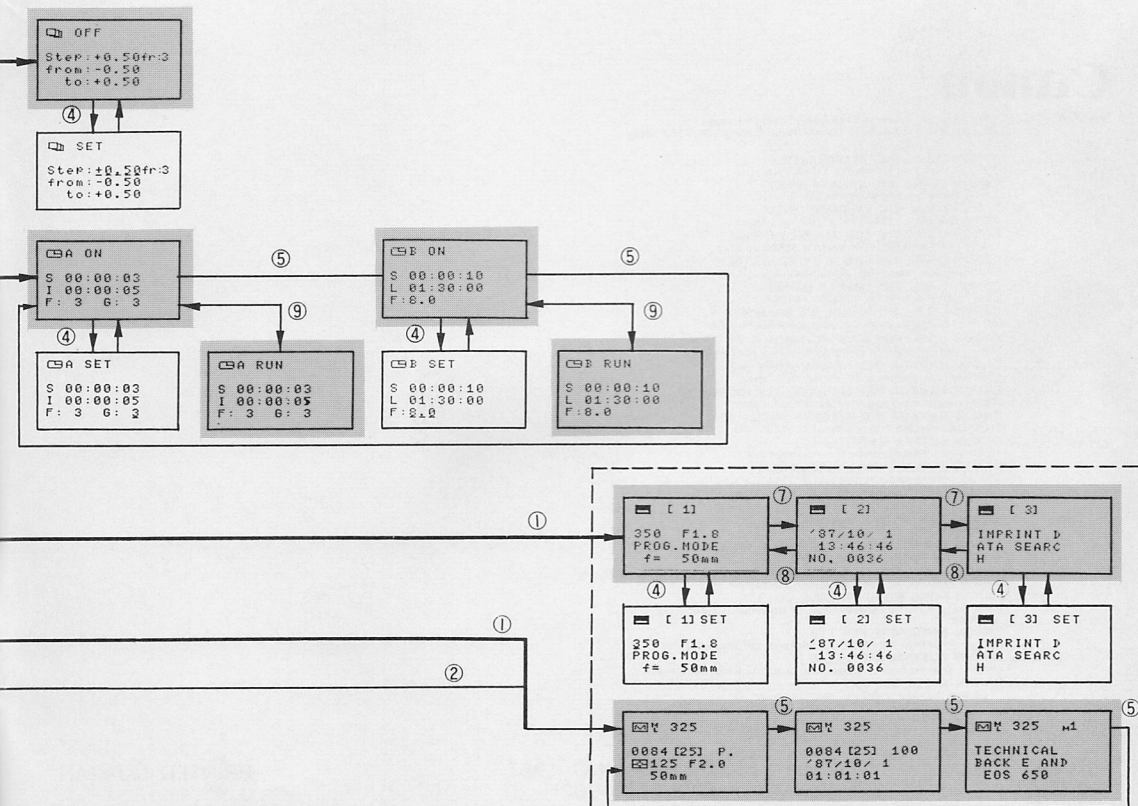 OFF
Step:+0.50fr:3
from:-0.50
to:+0.50
④
SET
Step:±0.50fr:3
from:-0.50
to:+0.50
A ON
S 00:00:03
I 00:00:05
F: 3 G: 3
⑤
B ON
S 00:00:10
L 01:30:00
F:8.0
⑤
④
⑨
④
⑨
A SET
S 00:00:03
I 00:00:05
F: 3 G: 3
A RUN
S 00:00:03
I 00:00:05
F: 3 G: 3
B SET
S 00:00:10
L 01:30:00
F:8.0
B RUN
S 00:00:10
L 01:30:00
F:8.0
①
[ 1]
350 F1.8
PROG.MODE
f= 50mm
⑦
⑧
[ 2]
'87/10/ 1
13:46:46
NO. 0036
⑦
⑧
[ 3]
IMPRINT D
ATA SEARC
H
④
④
④
[ 1] SET
350 F1.8
PROG.MODE
f= 50mm
[ 2] SET
'87/10/ 1
13:46:46
NO. 0036
[ 3] SET
IMPRINT D
ATA SEARC
H
①
②
325
0084 [25] P.
125 F2.0
50mm
⑤
325
0084 [25] 100
'87/10/ 1
01:01:01
⑤
325 M1
TECHNICAL
BACK E AND
EOS 650
⑤